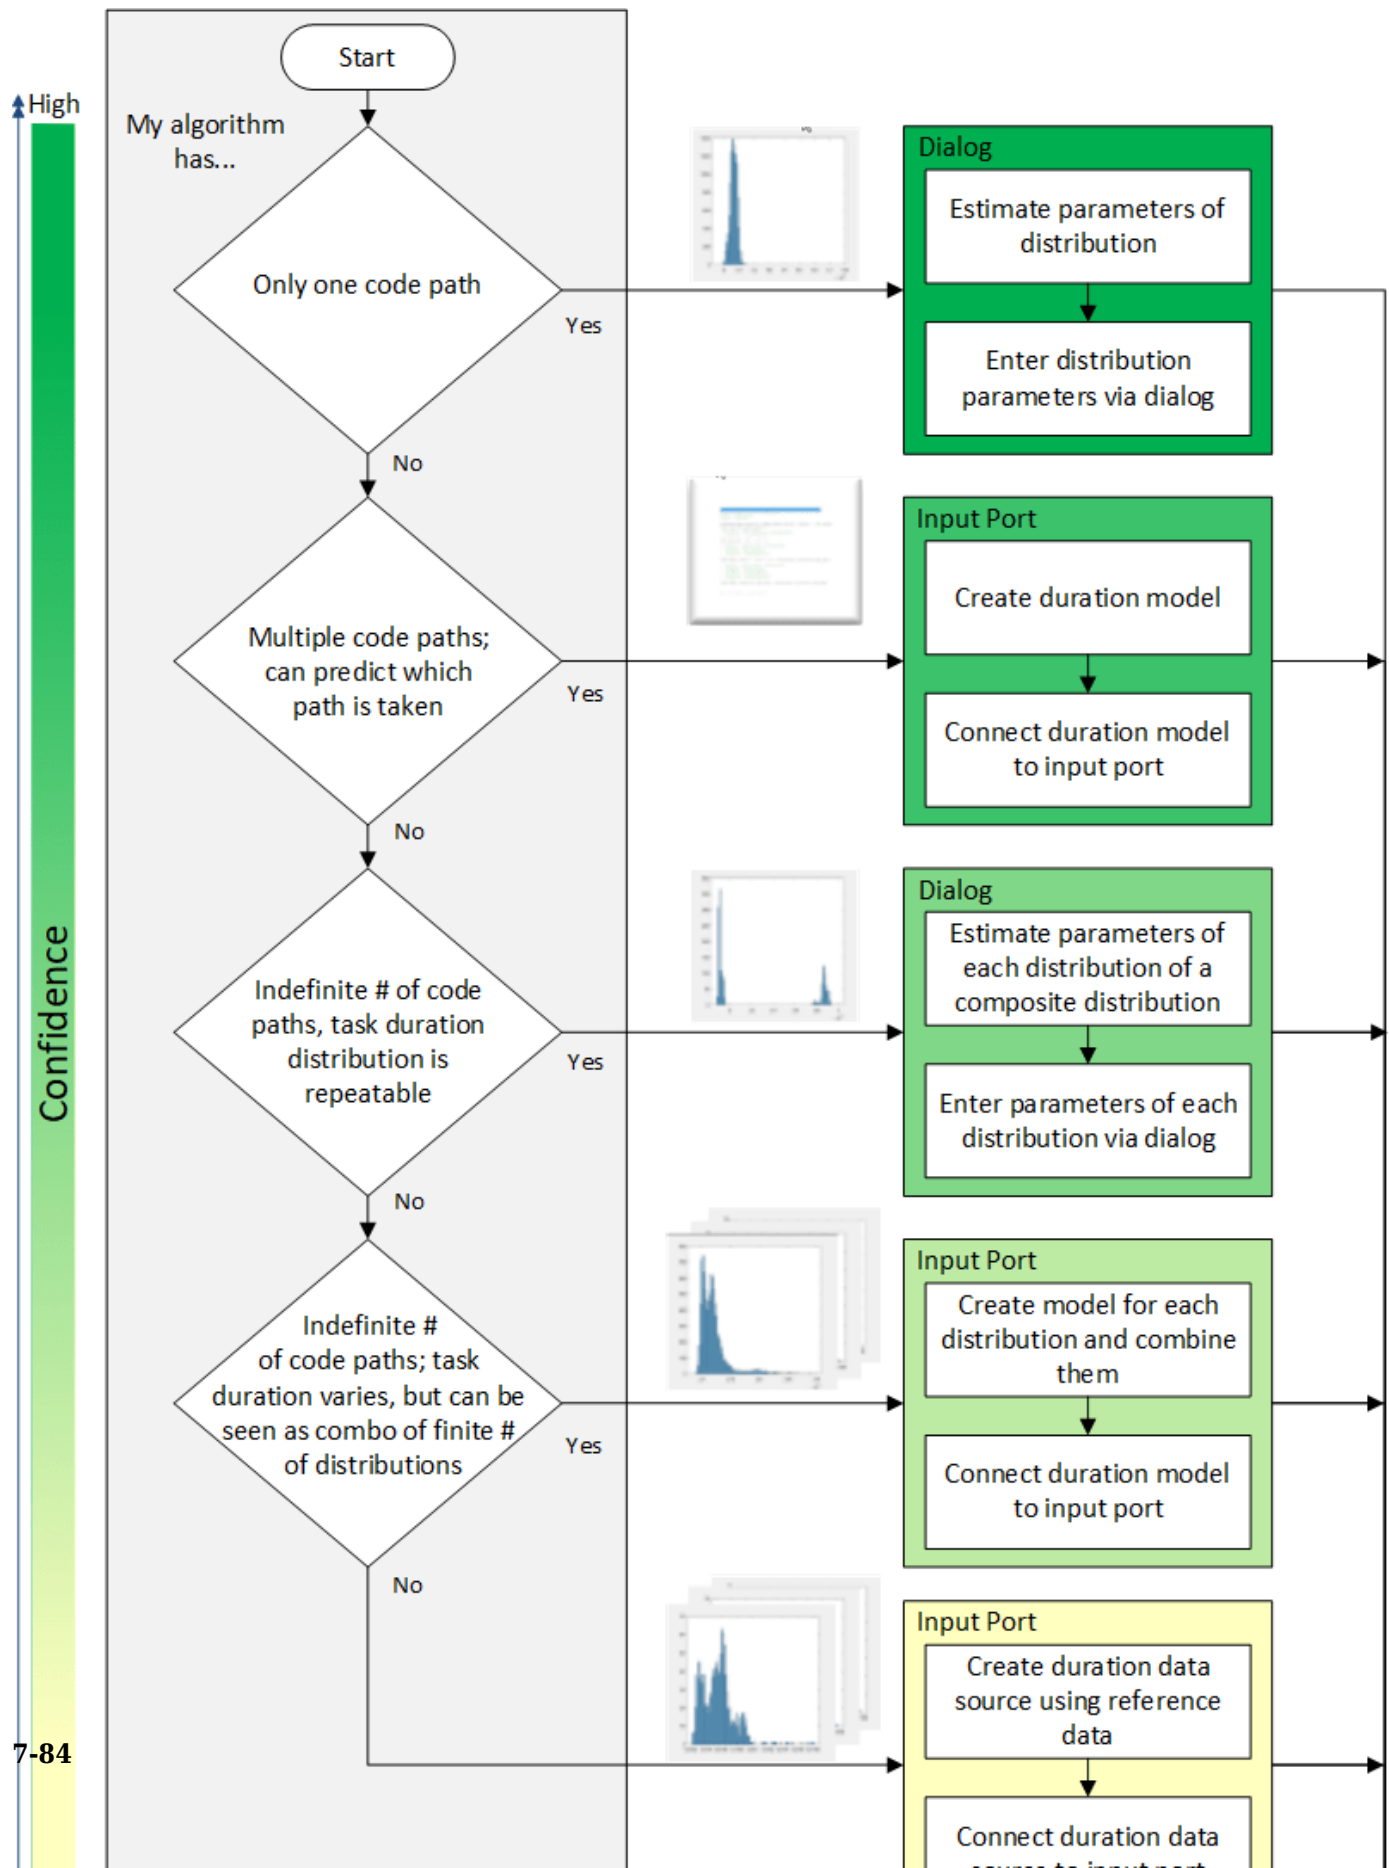 Start
High
My algorithm
has...
Only one code path
Yes
No
Dialog
Estimate parameters of
distribution
Enter distribution
parameters via dialog
Multiple code paths;
can predict which
path is taken
Yes
No
Input Port
Create duration model
Connect duration model
to input port
Confidence
Indefinite # of code
paths, task duration
distribution is
repeatable
Yes
No
Dialog
Estimate parameters of
each distribution of a
composite distribution
Enter parameters of each
distribution via dialog
Indefinite #
of code paths; task
duration varies, but can be
seen as combo of finite #
of distributions
Yes
No
Input Port
Create model for each
distribution and combine
them
Connect duration model
to input port
Input Port
Create duration data
source using reference
data
Connect duration data
source to input port
7-84